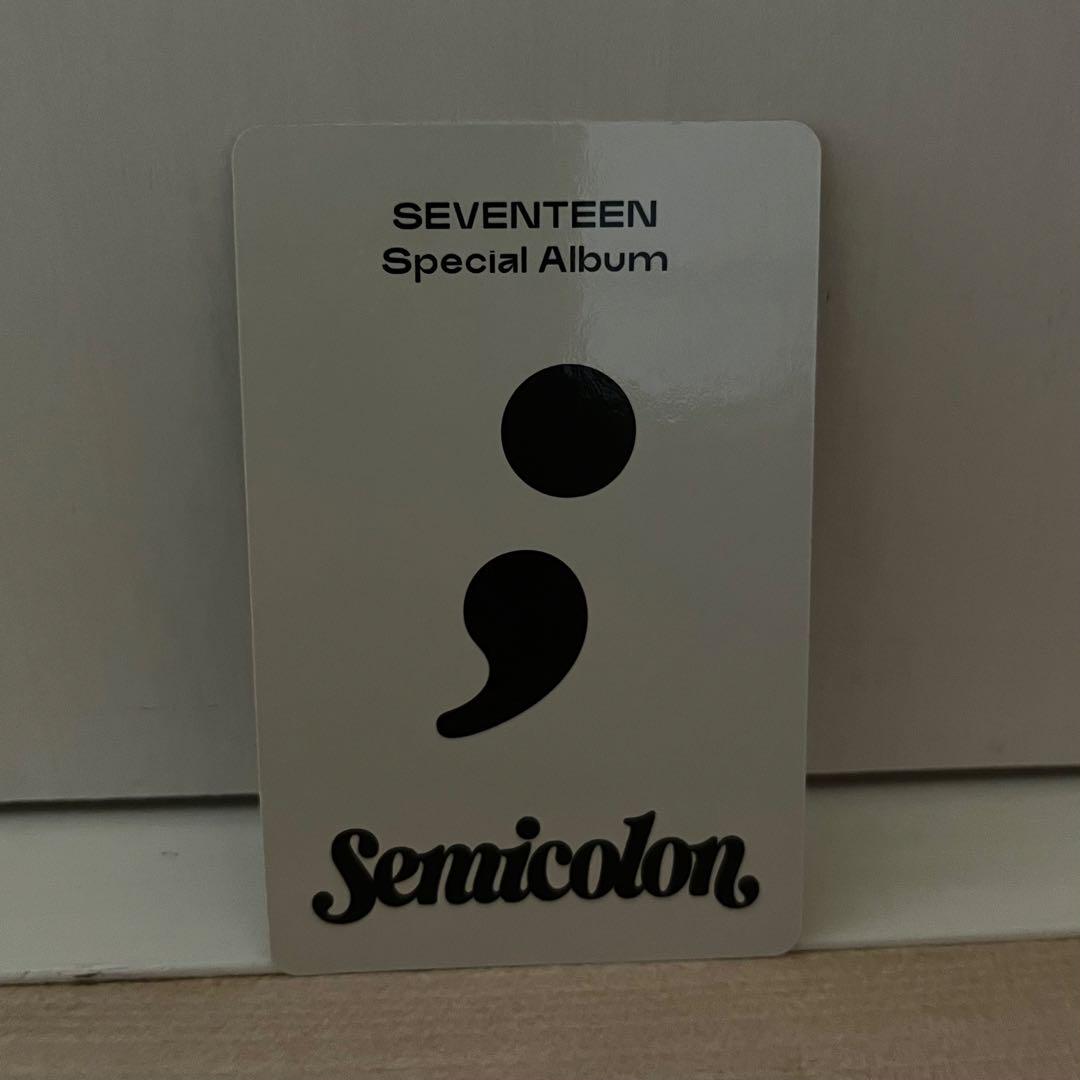 SEVENTEEN
Special Album
;
Semicolon